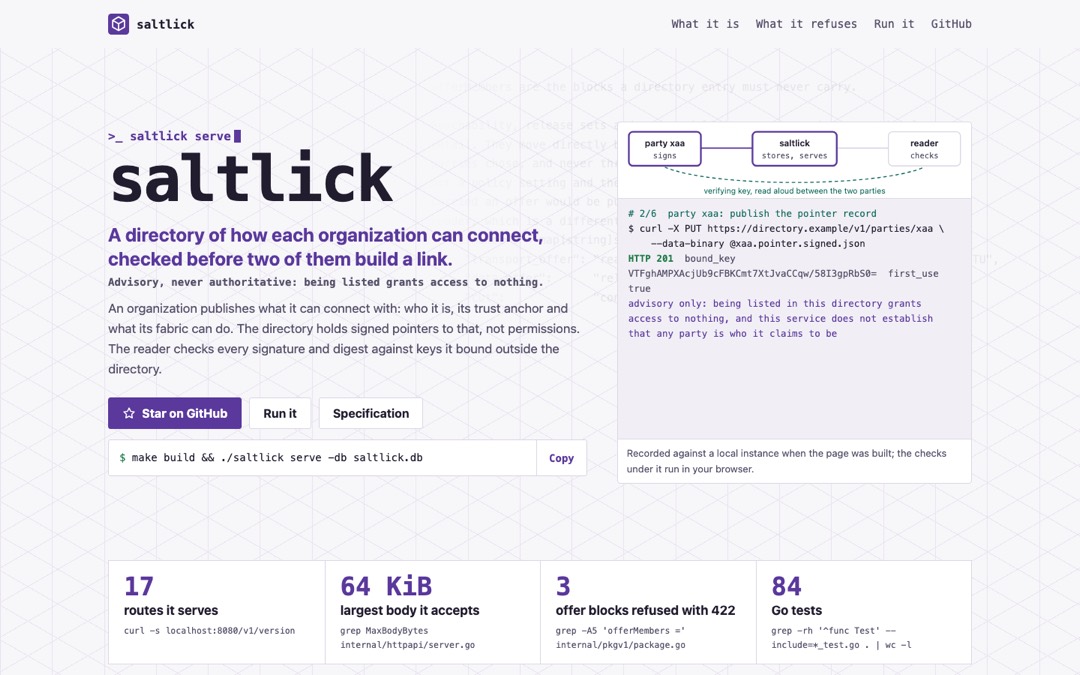 saltlick
What it is What it refuses Run it GitHub
are the blocks a directory entry must never carry.
>_ saltlick serve
saltlick
A directory of how each organization can connect,
checked before two of them build a link.
Advisory, never authoritative: being listed grants access to nothing.
An organization publishes what it can connect with: who it is, its trust anchor and
what its fabric can do. The directory holds signed pointers to that, not permissions.
The reader checks every signature and digest against keys it bound outside the
directory.
Star on GitHub Run it Specification
$ make build && ./saltlick serve -db saltlick.db Copy
party xaa
signs
saltlick
stores, serves
reader
checks
verifying key, read aloud between the two parties
# 2/6 party xaa: publish the pointer record
$ curl -X PUT https://directory.example/v1/parties/xaa \
--data-binary @xaa.pointer.signed.json
HTTP 201 bound_key
VTFghAMPXAcjUb9cFBKCmt7XtJvaCCqw/58I3gpRbS0= first_use
true
advisory only: being listed in this directory grants
access to nothing, and this service does not establish
that any party is who it claims to be
Recorded against a local instance when the page was built; the checks
under it run in your browser.
17
routes it serves
curl -s localhost:8080/v1/version
64 KiB
largest body it accepts
grep MaxBodyBytes
internal/httpapi/server.go
3
offer blocks refused with 422
grep -A5 'offerMembers ='
internal/pkgv1/package.go
84
Go tests
grep -rh '^func Test' --
include=*_test.go . | wc -l